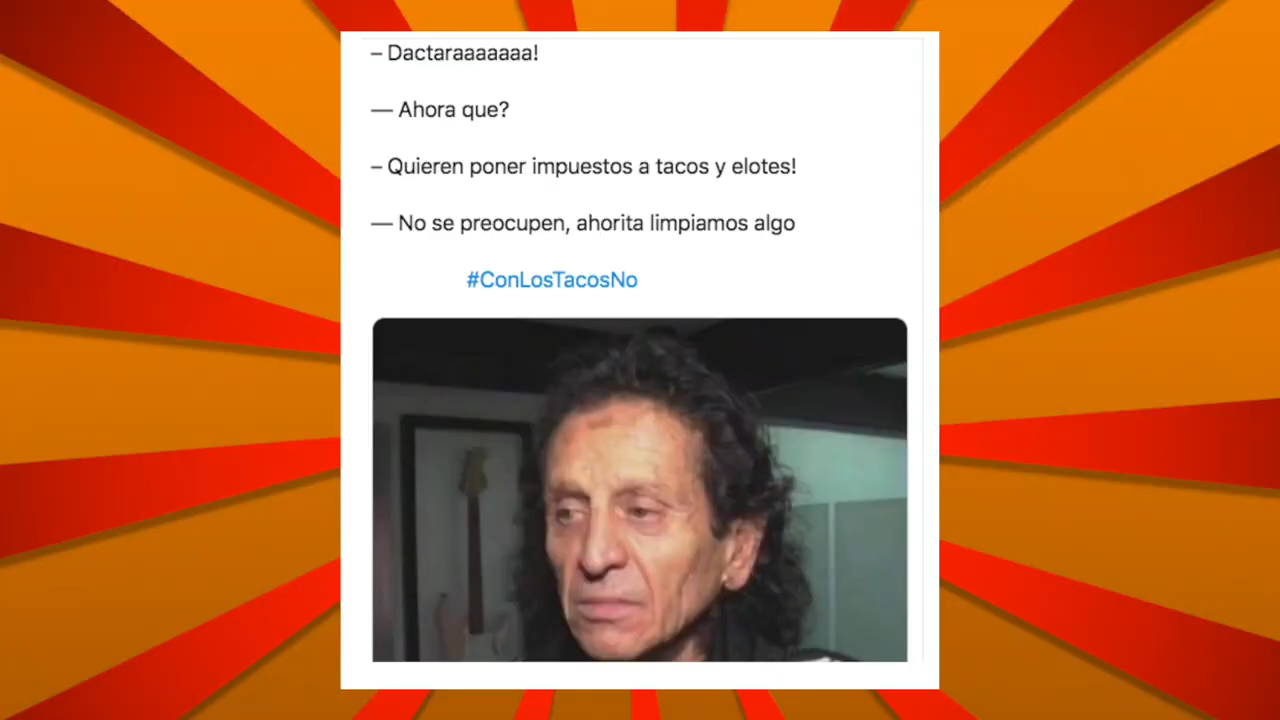 – Dactaraaaaaaa!
— Ahora que?
– Quieren poner impuestos a tacos y elotes!
— No se preocupen, ahorita limpiamos algo
#ConLosTacosNo